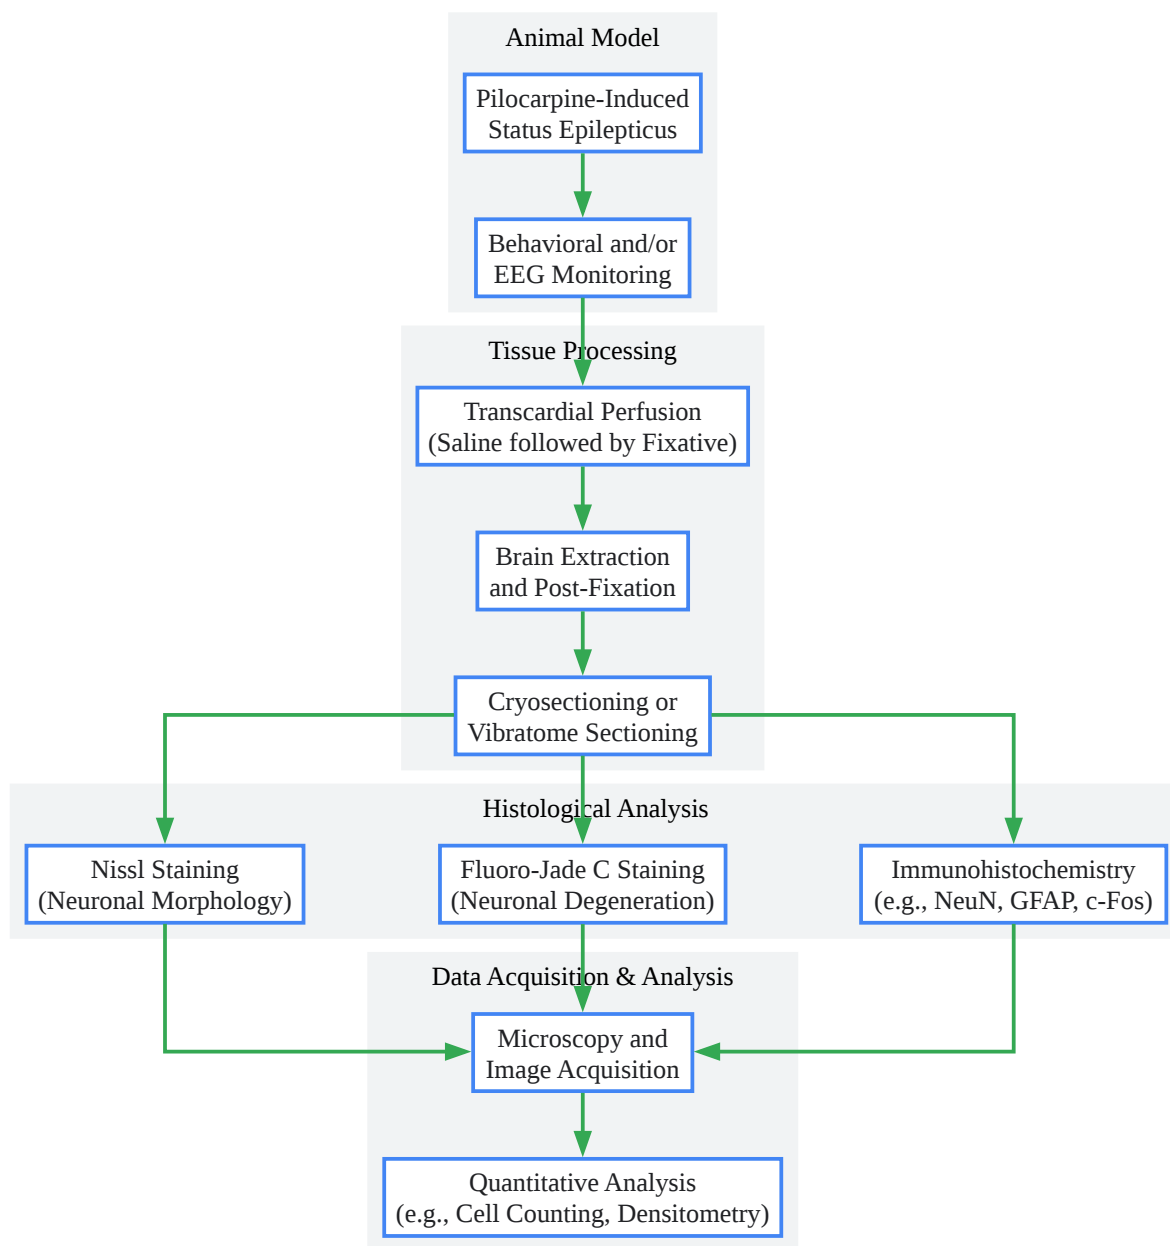 Animal Model
Pilocarpine-Induced
Status Epilepticus
Behavioral and/or
EEG Monitoring
Tissue Processing
Transcardial Perfusion
(Saline followed by Fixative)
Brain Extraction
and Post-Fixation
Cryosectioning or
Vibratome Sectioning
Histological Analysis
Nissl Staining
(Neuronal Morphology)
Fluoro-Jade C Staining
(Neuronal Degeneration)
Immunohistochemistry
(e.g., NeuN, GFAP, c-Fos)
Data Acquisition & Analysis
Microscopy and
Image Acquisition
Quantitative Analysis
(e.g., Cell Counting, Densitometry)